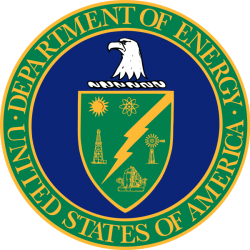 DEPARTMENT OF ENERGY
UNITED STATES OF AMERICA